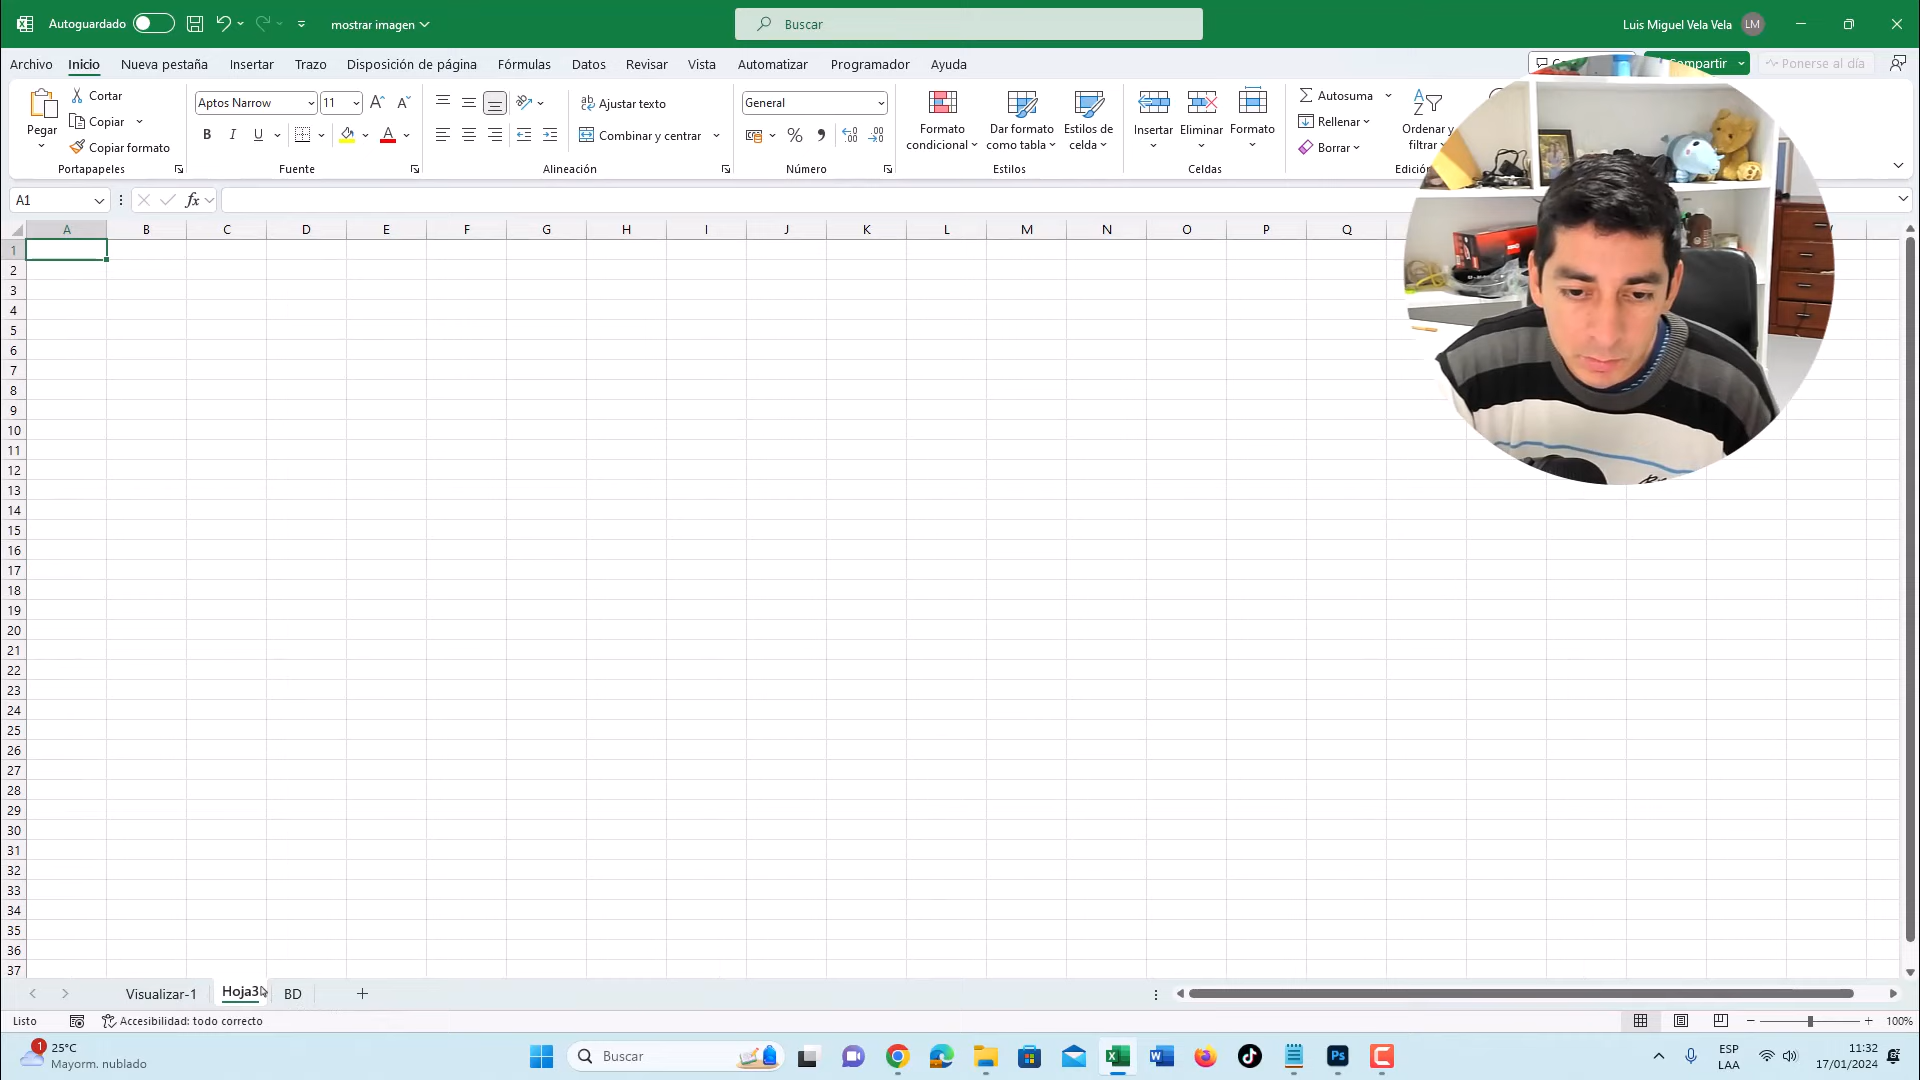 Autoguardado
mostrar imagen
Buscar
Luis Miguel Vela Vela
LM
Archivo
Inicio
Nueva pestaña
Insertar
Trazo
Disposición de página
Fórmulas
Datos
Revisar
Vista
Automatizar
Programador
Ayuda
Compartir
Ponerse al día
Pegar
Cortar
Copiar
Copiar formato
Portapapeles
Aptos Narrow
11
Fuente
Ajustar texto
Combinar y centrar
Alineación
General
Número
Formato condicional
Dar formato como tabla
Estilos de celda
Estilos
Insertar
Eliminar
Formato
Celdas
Autosuma
Rellenar
Borrar
Ordenar y
filtrar
A1
fx
A B C D E F G H I J K L M N O P Q
1
2
3
4
5
6
7
8
9
10
11
12
13
14
15
16
17
18
19
20
21
22
23
24
25
26
27
28
29
30
31
32
33
34
35
36
37
Visualizar-1
Hoja3
BD
Listo
Accesibilidad: todo correcto
100%
1
25°C
Mayorm. nublado
Buscar
ESP
LAA
11:32
17/01/2024